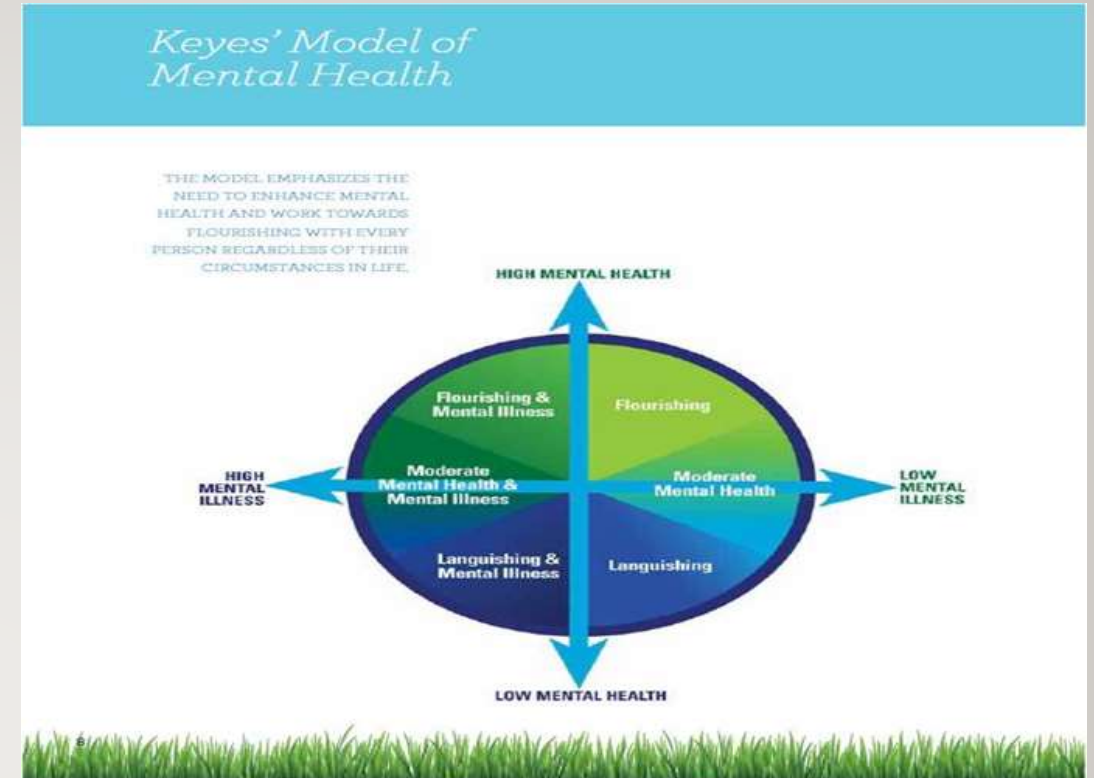 Keyes' Model of
Mental Health
THE MODEL EMPHASIZES THE
NEED TO ENHANCE MENTAL
HEALTH AND WORK TOWARDS
FLOURISHING WITH EVERY
PERSON REGARDLESS OF THEIR
CIRCUMSTANCES IN LIFE.
HIGH MENTAL HEALTH
Flourishing &
Mental Illness
Flourishing
HIGH
MENTAL
ILLNESS
Moderate
Mental Health &
Mental Illness
Moderate
Mental Health
LOW
MENTAL
ILLNESS
Languishing &
Mental Illness
Languishing
LOW MENTAL HEALTH
8